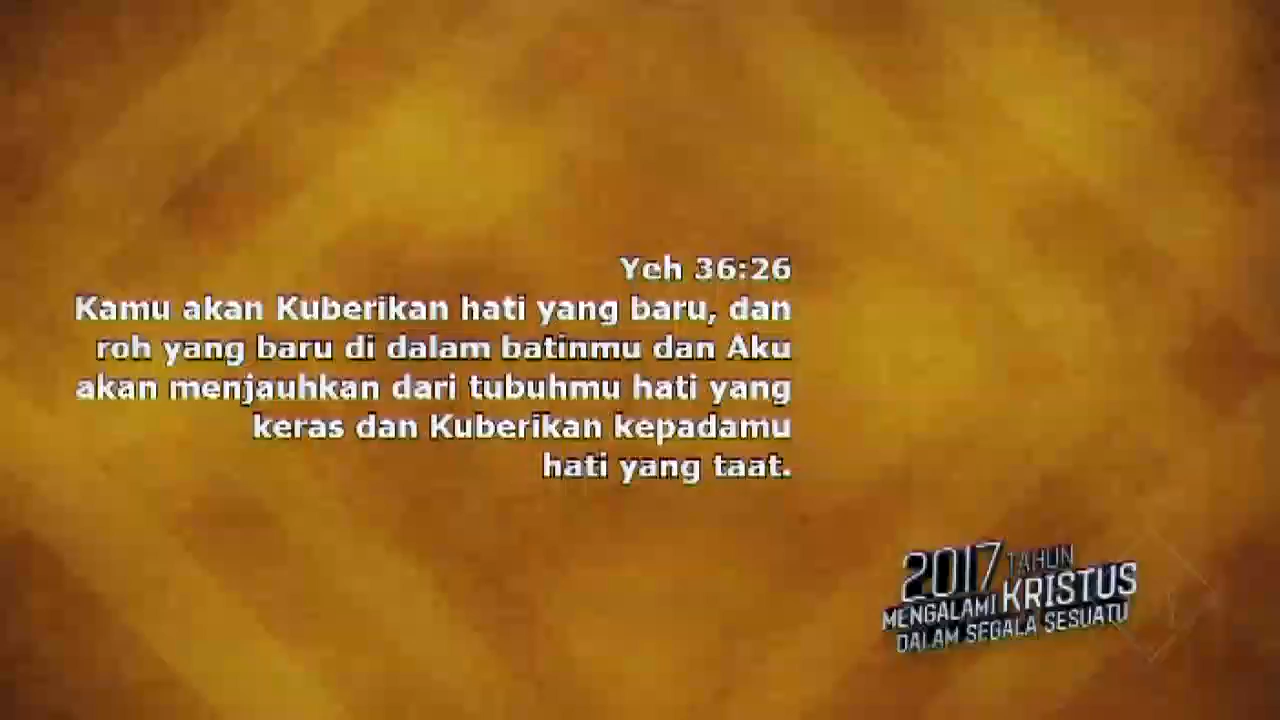 Yeh 36:26
Kamu akan Kuberikan hati yang baru, dan
roh yang baru di dalam batinmu dan Aku
akan menjauhkan dari tubuhmu hati yang
keras dan Kuberikan kepadamu
hati yang taat.
2017 TAHUN
MENGALAMI KRISTUS
DALAM SEGALA SESUATU